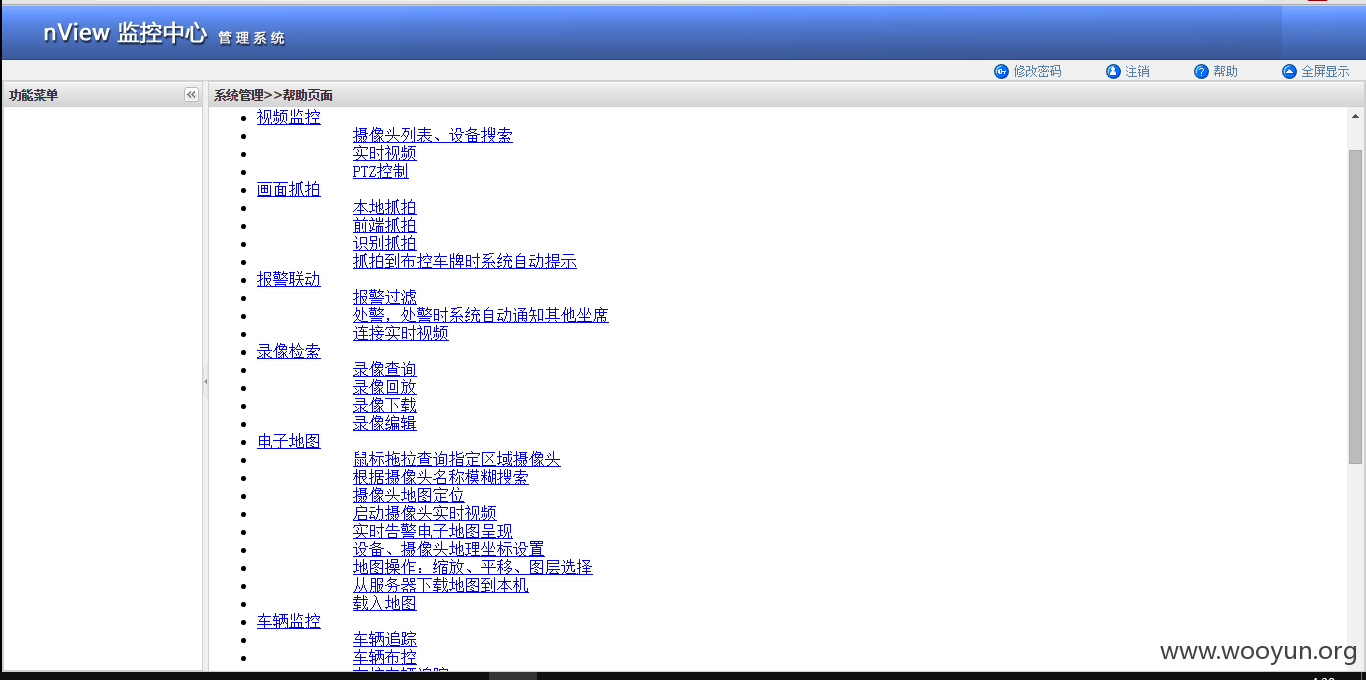 nView 监控中心 管理系统
修改密码 注销 帮助 全屏显示
功能菜单
系统管理>>帮助页面
视频监控
摄像头列表、设备搜索
实时视频
PTZ控制
画面抓拍
本地抓拍
前端抓拍
识别抓拍
抓拍到布控车牌时系统自动提示
报警联动
报警过滤
处警，处警时系统自动通知其他坐席
连接实时视频
录像检索
录像查询
录像回放
录像下载
录像编辑
电子地图
鼠标拖拉查询指定区域摄像头
根据摄像头名称模糊搜索
摄像头地图定位
启动摄像头实时视频
实时告警电子地图呈现
设备、摄像头地理坐标设置
地图操作：缩放、平移、图层选择
从服务器下载地图到本机
载入地图
车辆监控
车辆追踪
车辆布控
www.wooyun.org